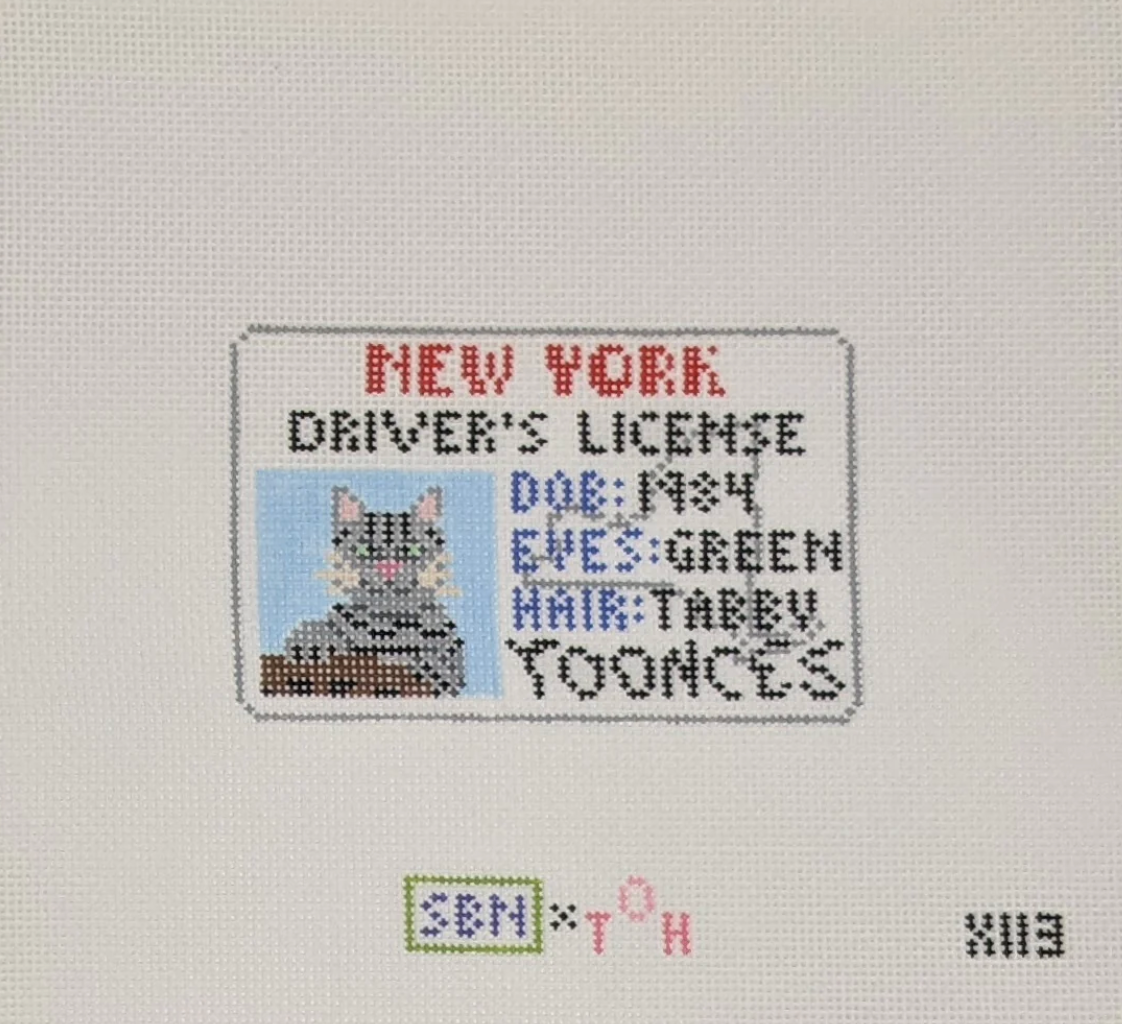 NEW YORK
DRIVER'S LICENSE
DOB: 1984
EYES: GREEN
HAIR: TABBY
TOONCES
SBN x TOH
X113